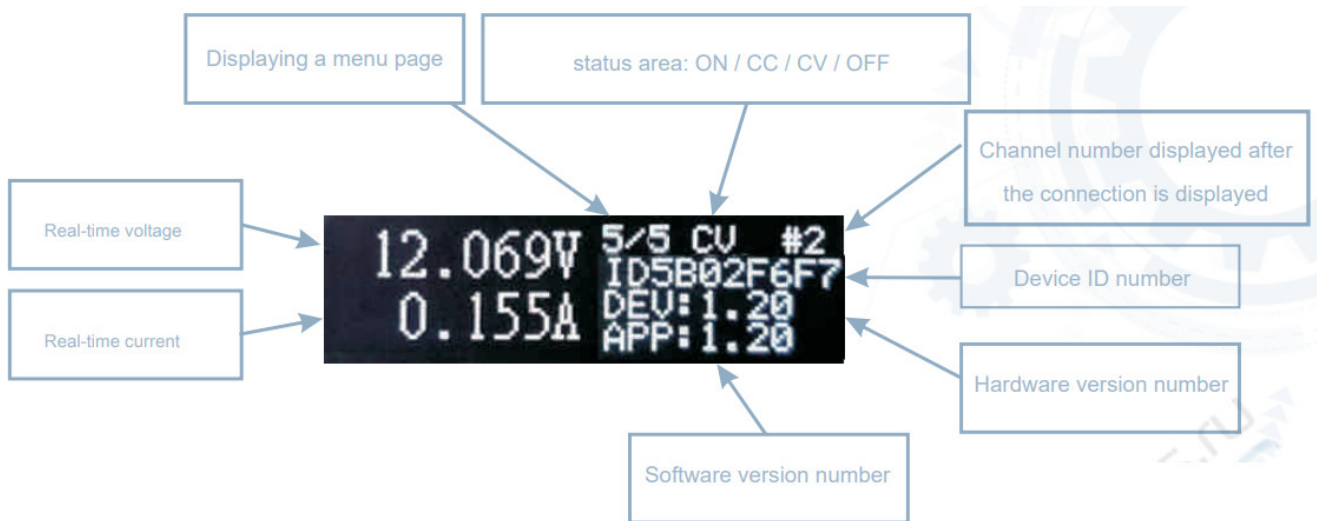 Displaying a menu page
status area: ON / CC / CV / OFF
Channel number displayed after
the connection is displayed
Real-time voltage
Real-time current
12.069V
0.155A
5/5 CV #2
ID5B02F6F7
DEV:1.20
APP:1.20
Device ID number
Hardware version number
Software version number
.ru